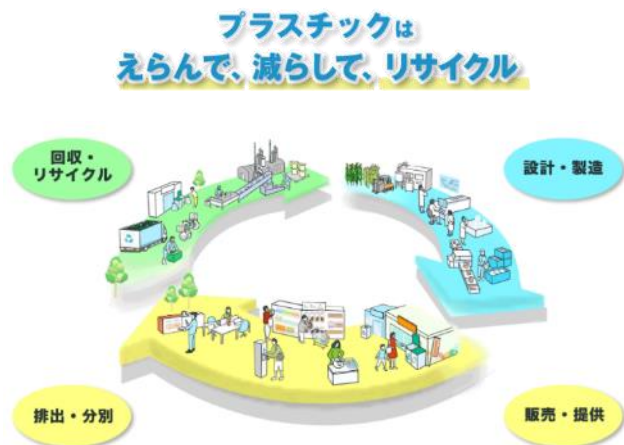 プラスチックは
えらんで、減らして、リサイクル
回収・
リサイクル
設計・製造
排出・分別
販売・提供